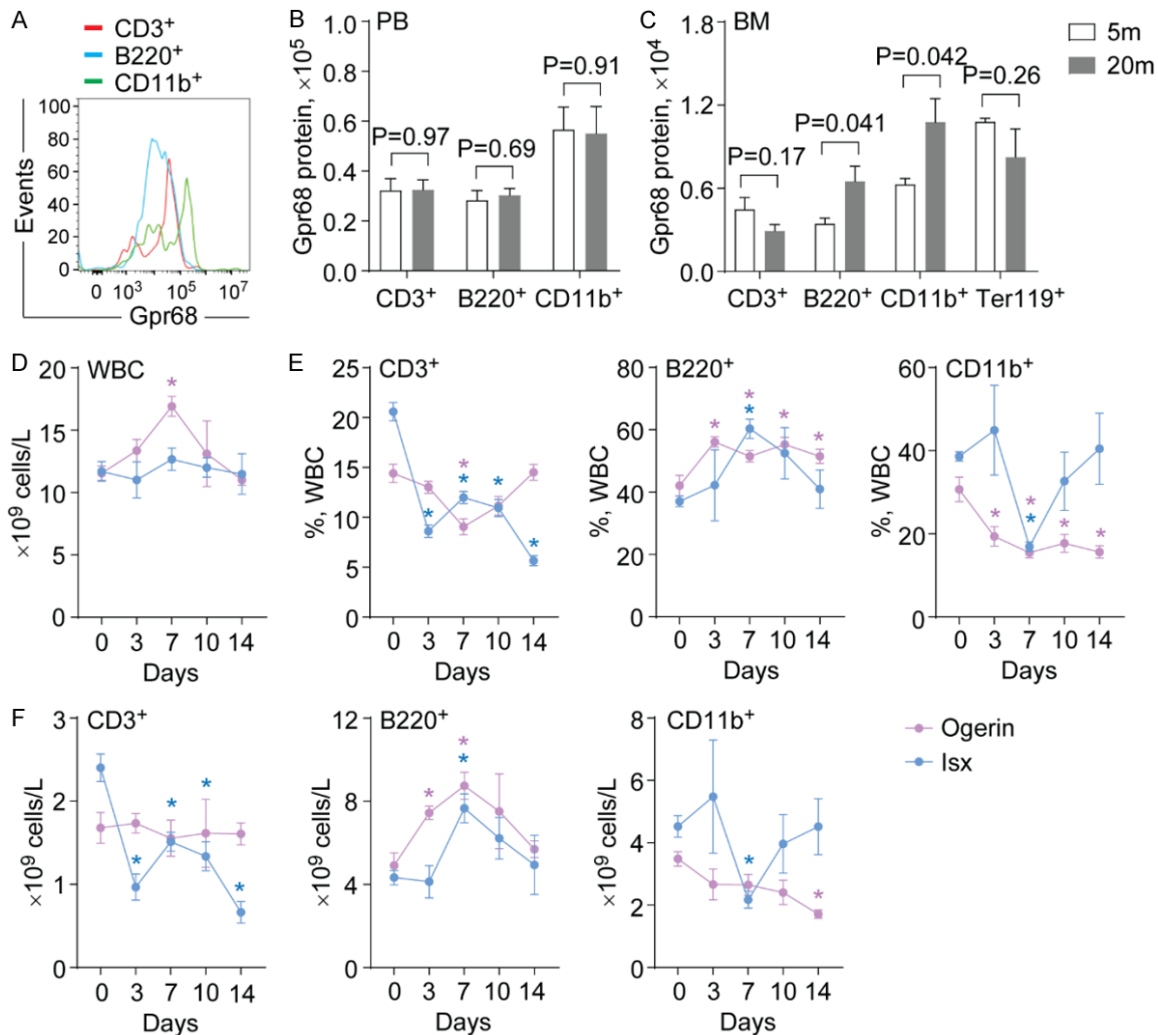 A
CD3+
B220+
CD11b+
Events
100
80
60
40
20
0
0 10^3 10^5 10^7
Gpr68
B PB
Gpr68 protein, ×10^5
1.0
0.8
0.6
0.4
0.2
0.0
P=0.97
P=0.69
P=0.91
CD3+ B220+ CD11b+
C BM
Gpr68 protein, ×10^4
1.8
1.2
0.6
0.0
P=0.17
P=0.041
P=0.042
P=0.26
CD3+ B220+ CD11b+ Ter119+
5m
20m
D WBC
×10^9 cells/L
20
15
10
5
0
*
0 3 7 10 14
Days
E CD3+
%, WBC
25
20
15
10
5
0
* * * * *
0 3 7 10 14
Days
B220+
%, WBC
80
60
40
20
0
* * * * *
0 3 7 10 14
Days
CD11b+
%, WBC
60
40
20
0
* * * * *
0 3 7 10 14
Days
F CD3+
×10^9 cells/L
3
2
1
0
* * * *
0 3 7 10 14
Days
B220+
×10^9 cells/L
12
8
4
0
* * *
0 3 7 10 14
Days
CD11b+
×10^9 cells/L
8
6
4
2
0
* *
0 3 7 10 14
Days
Ogerin
Isx